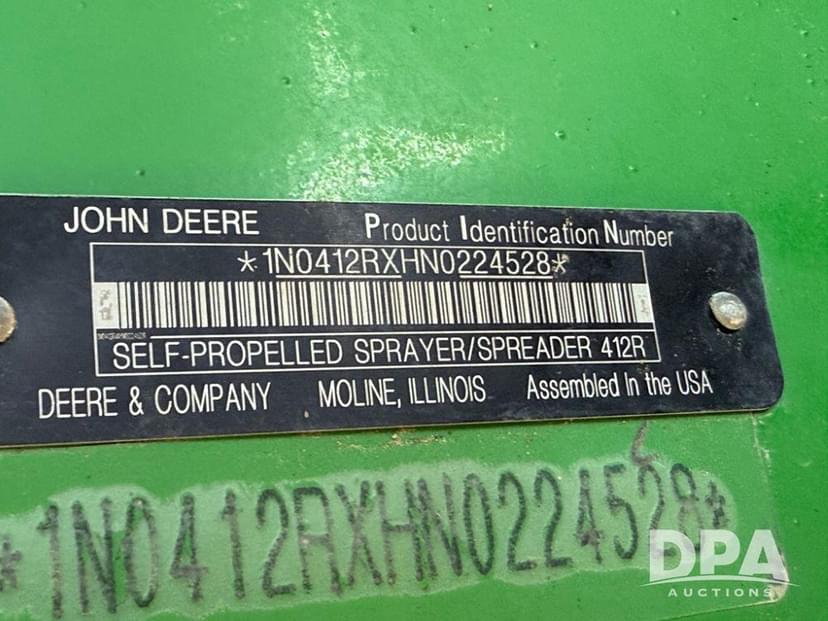 JOHN DEERE Product Identification Number
*1N0412RXHN0224528*
SELF-PROPELLED SPRAYER/SPREADER 412R
DEERE & COMPANY MOLINE, ILLINOIS Assembled In the USA
*1N0412RXHN0224528*
DPA
AUCTIONS